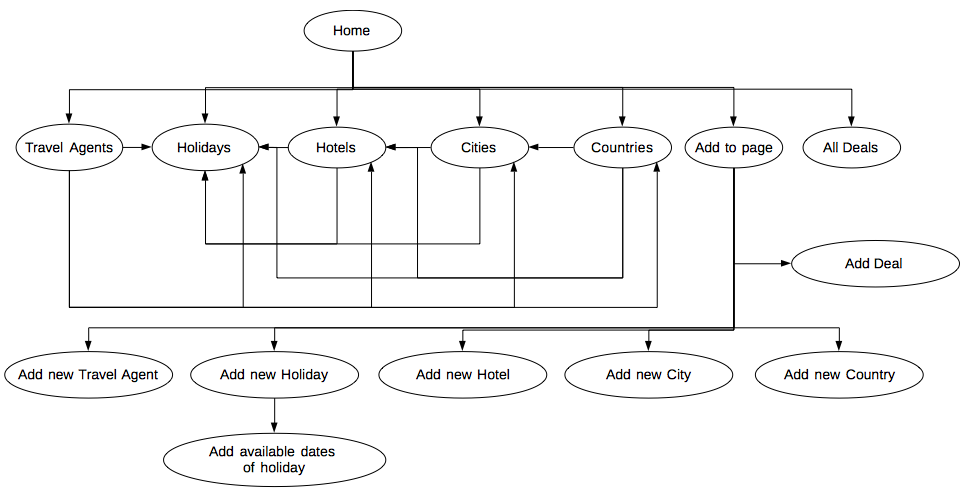 Home
Travel Agents
Holidays
Hotels
Cities
Countries
Add to page
All Deals
Add Deal
Add new Travel Agent
Add new Holiday
Add new Hotel
Add new City
Add new Country
Add available dates
of holiday